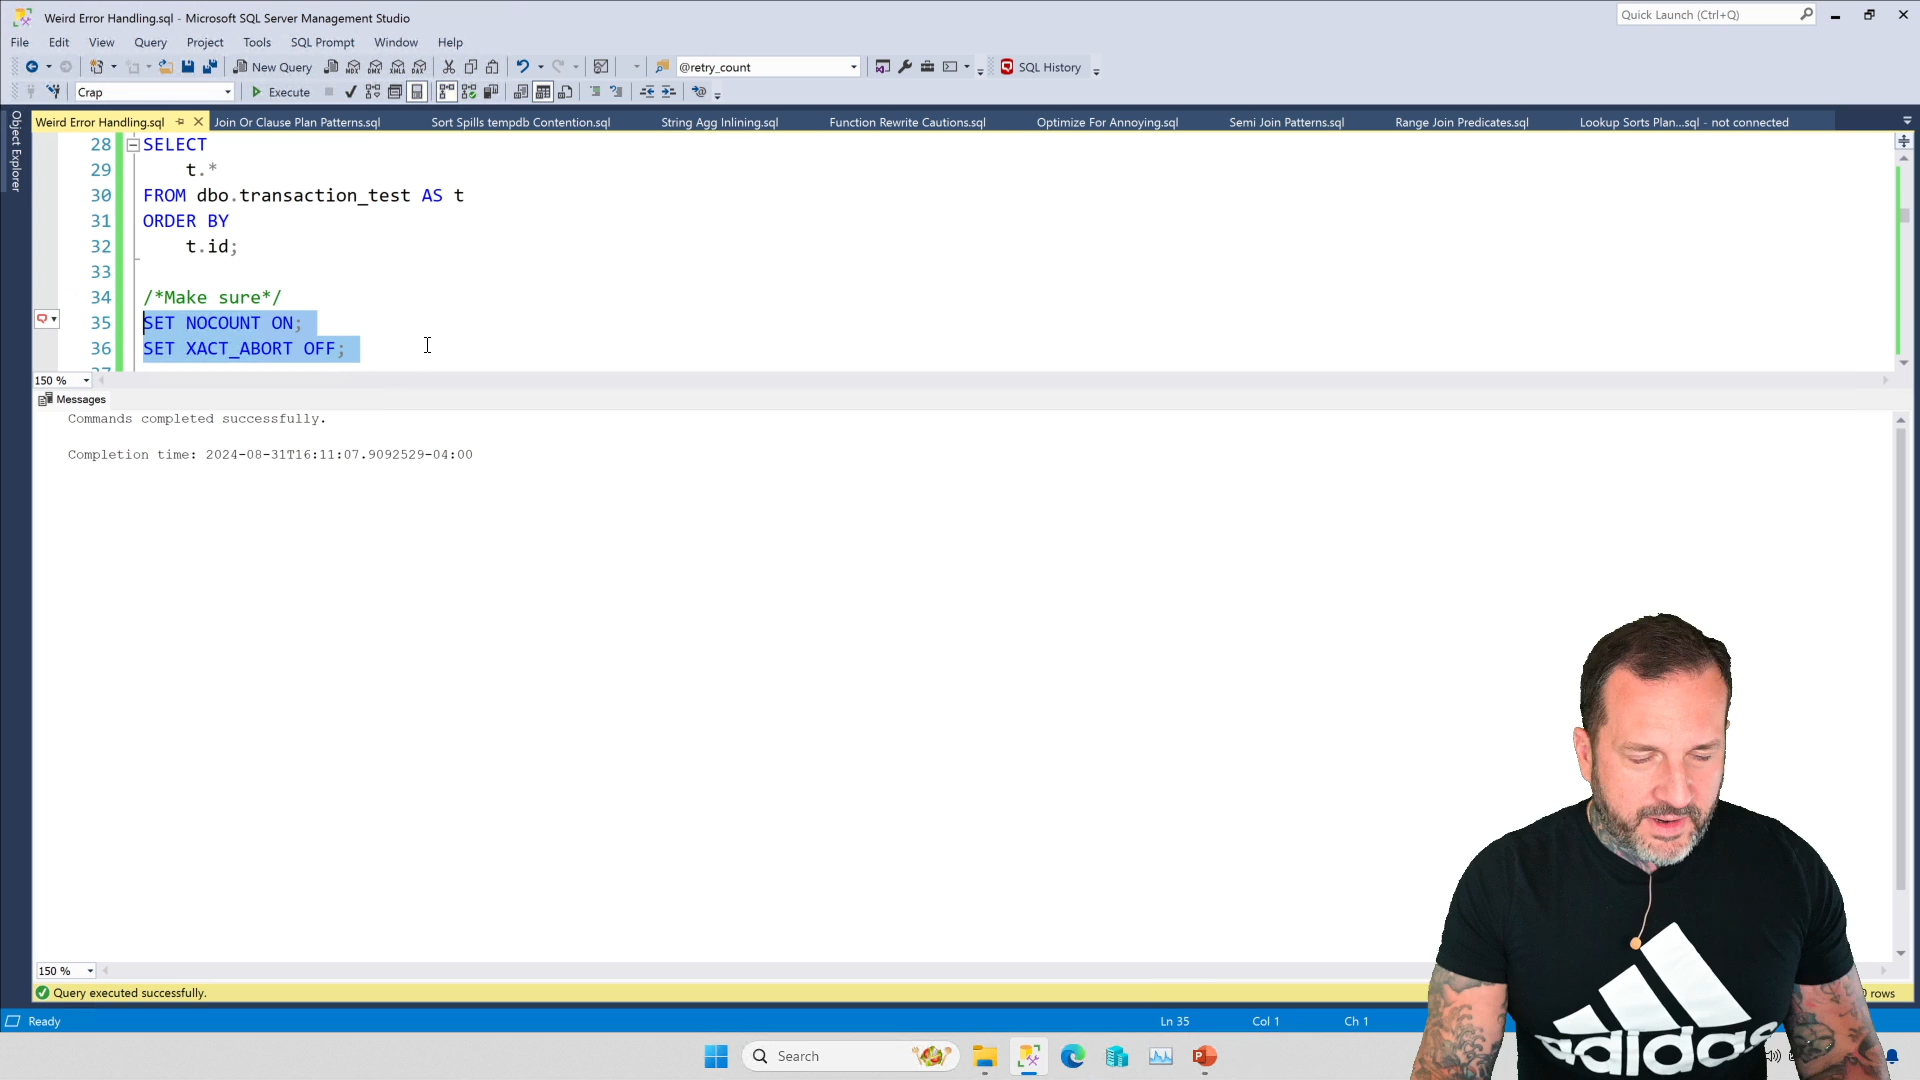 Weird Error Handling.sql - Microsoft SQL Server Management Studio
Quick Launch (Ctrl+Q)
File Edit View Query Project Tools SQL Prompt Window Help
New Query
@retry_count
SQL History
Crap
Execute
Weird Error Handling.sql
Join Or Clause Plan Patterns.sql
Sort Spills tempdb Contention.sql
String Agg Inlining.sql
Function Rewrite Cautions.sql
Optimize For Annoying.sql
Semi Join Patterns.sql
Range Join Predicates.sql
Lookup Sorts Plan...sql - not connected
Object Explorer
28 SELECT
29 t.*
30 FROM dbo.transaction_test AS t
31 ORDER BY
32 t.id;
33
34 /*Make sure*/
35 SET NOCOUNT ON;
36 SET XACT_ABORT OFF;
37
150 %
Messages
Commands completed successfully.
Completion time: 2024-08-31T16:11:07.9092529-04:00
150 %
Query executed successfully.
rows
Ready
Ln 35
Col 1
Ch 1
Search
adidas